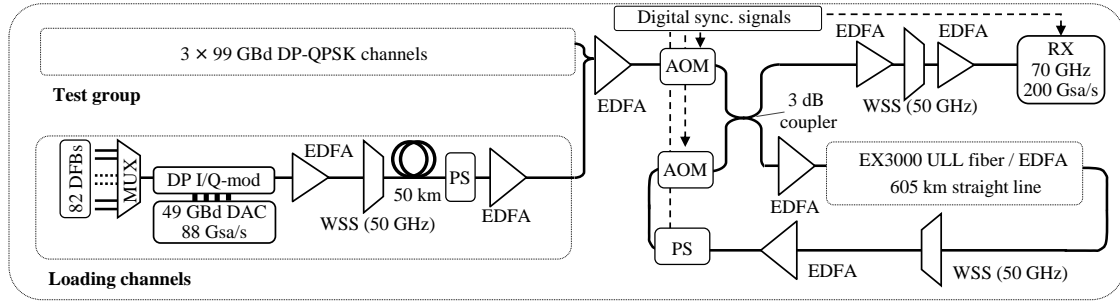 Digital sync. signals
3 × 99 GBd DP-QPSK channels
Test group
EDFA
AOM
3 dB
coupler
EDFA
WSS (50 GHz)
EDFA
RX
70 GHz
200 Gsa/s
82 DFBs
MUX
DP I/Q-mod
49 GBd DAC
88 Gsa/s
EDFA
WSS (50 GHz)
50 km
PS
EDFA
Loading channels
AOM
EDFA
EX3000 ULL fiber / EDFA
605 km straight line
PS
EDFA
WSS (50 GHz)